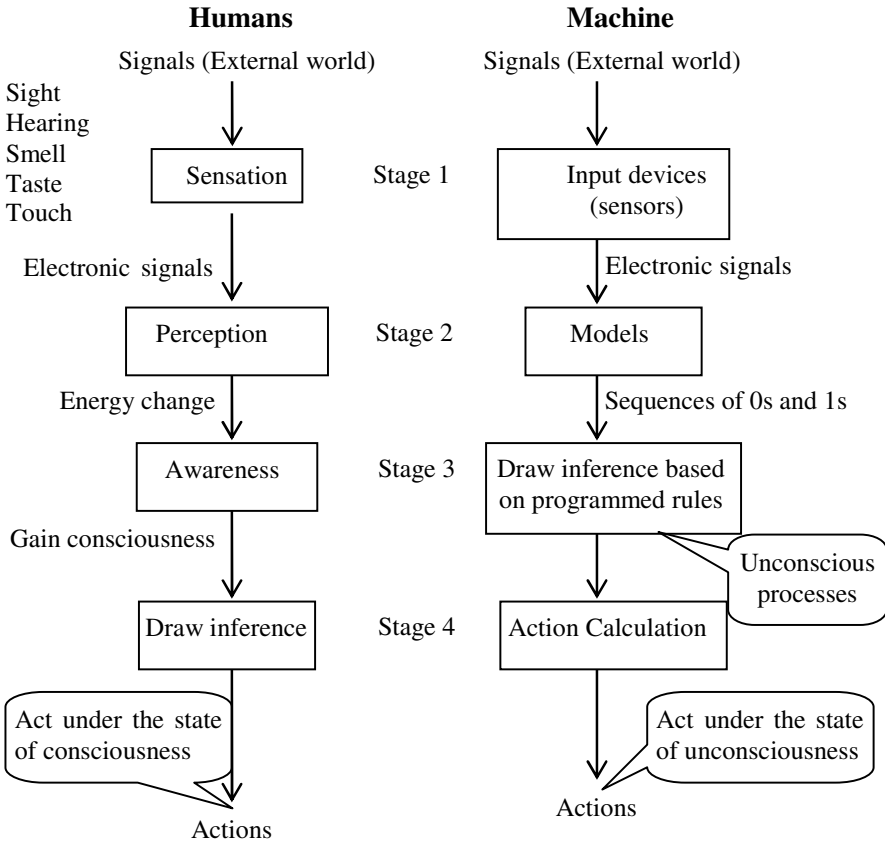 Humans
Signals (External world)
Sight
Hearing
Smell
Taste
Touch
Sensation
Electronic signals
Perception
Energy change
Awareness
Gain consciousness
Draw inference
Act under the state
of consciousness
Actions
Stage 1
Stage 2
Stage 3
Stage 4
Machine
Signals (External world)
Input devices
(sensors)
Electronic signals
Models
Sequences of 0s and 1s
Draw inference based
on programmed rules
Unconscious
processes
Action Calculation
Act under the state
of unconsciousness
Actions